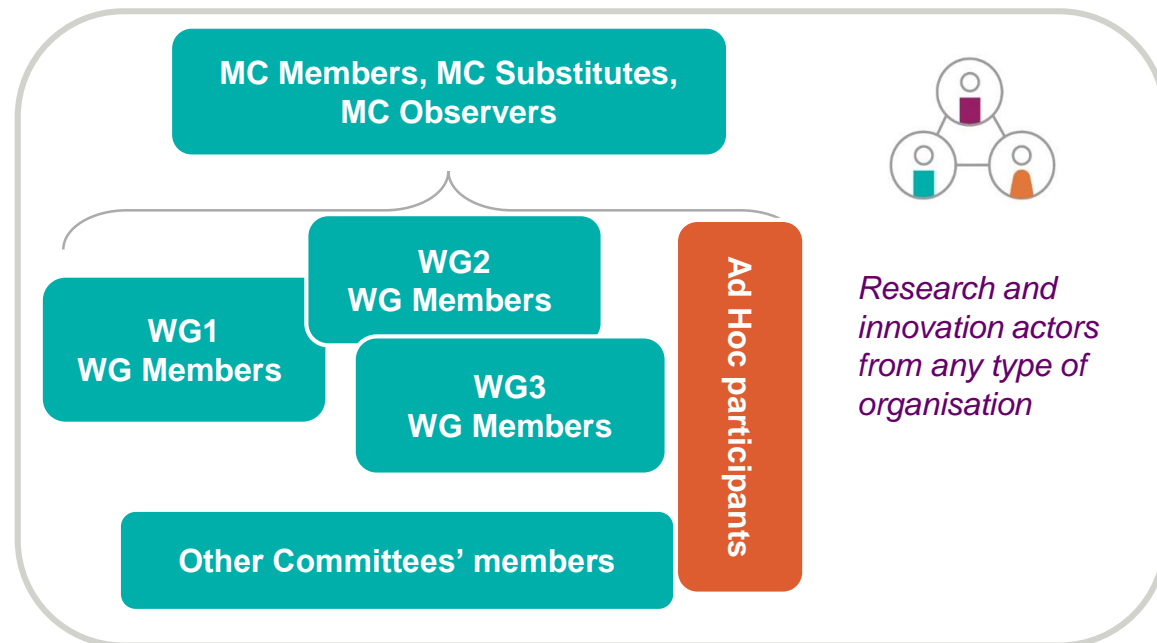 MC Members, MC Substitutes,
MC Observers
WG1
WG Members
WG2
WG Members
WG3
WG Members
Ad Hoc participants
Other Committees’ members
Research and
innovation actors
from any type of
organisation